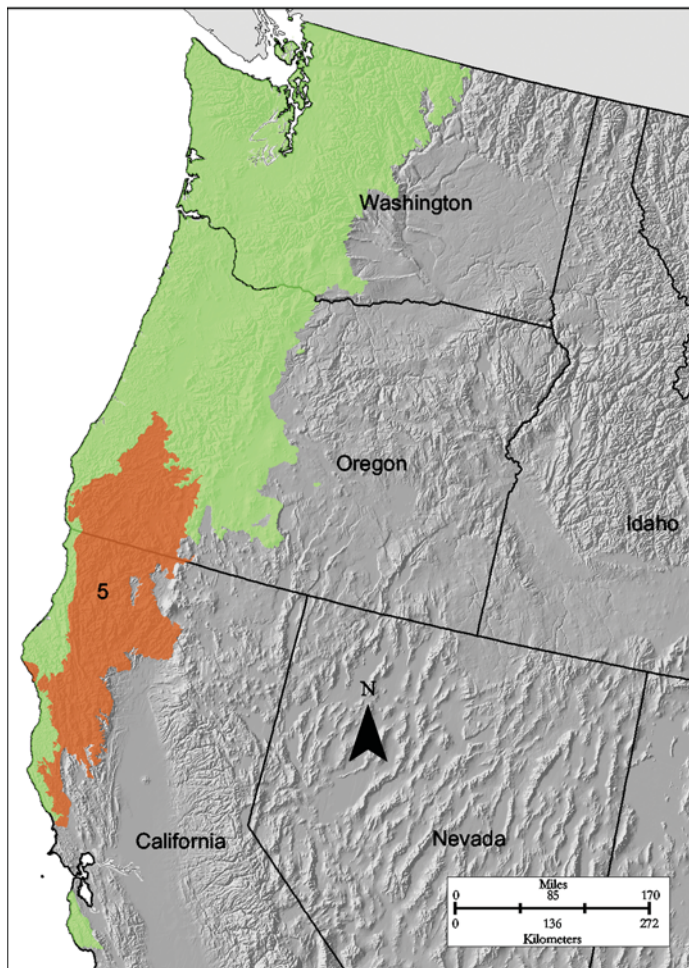 Washington
Oregon
Idaho
5
N
California
Nevada
Miles
0 85 170
0 136 272
Kilometers